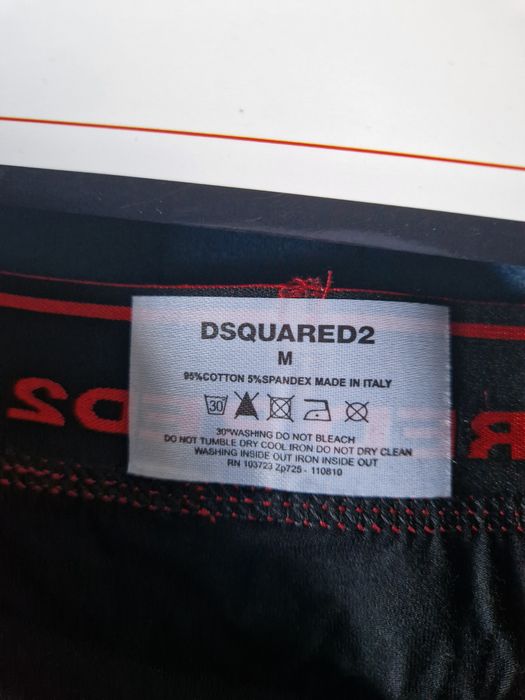 DSQUARED2
M
95%COTTON 5%SPANDEX MADE IN ITALY
30
30°WASHING DO NOT BLEACH
DO NOT TUMBLE DRY COOL IRON DO NOT DRY CLEAN
WASHING INSIDE OUT IRON INSIDE OUT
RN 103723 Zp725 - 110810